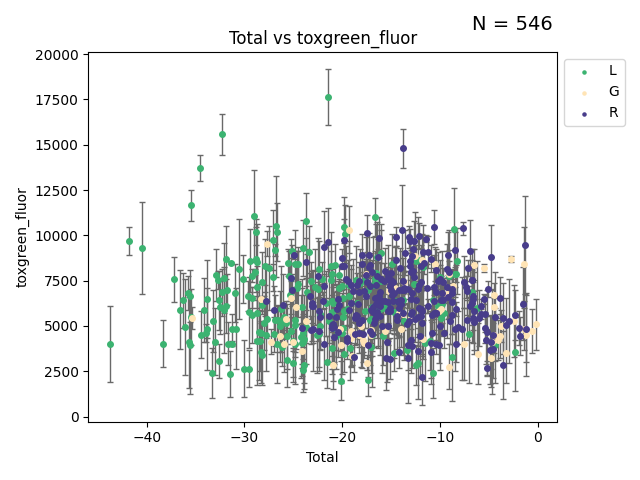 N = 546
Total vs toxgreen_fluor
20000
17500
15000
12500
10000
7500
5000
2500
0
toxgreen_fluor
−40 −30 −20 −10 0
Total
L
G
R